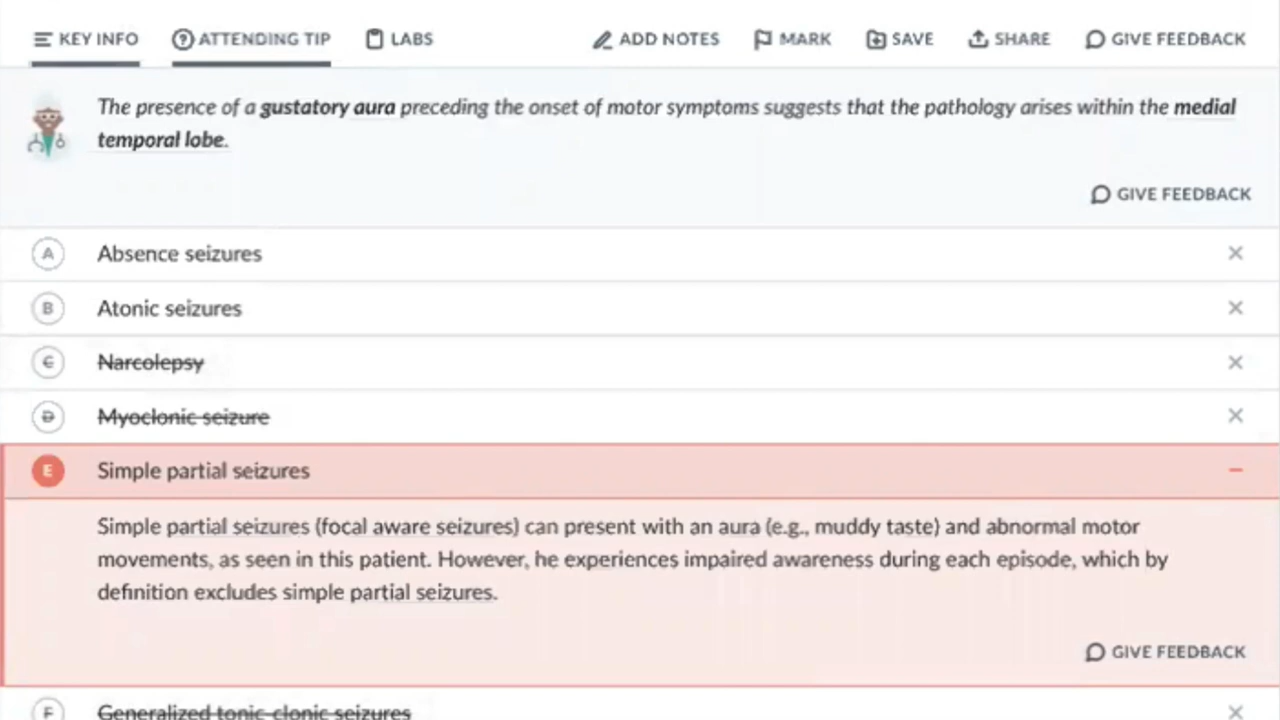 KEY INFO ATTENDING TIP LABS ADD NOTES MARK SAVE SHARE GIVE FEEDBACK
The presence of a gustatory aura preceding the onset of motor symptoms suggests that the pathology arises within the medial
temporal lobe.
GIVE FEEDBACK
A Absence seizures
B Atonic seizures
C Narcolepsy
D Myoclonic seizure
E Simple partial seizures
Simple partial seizures (focal aware seizures) can present with an aura (e.g., muddy taste) and abnormal motor
movements, as seen in this patient. However, he experiences impaired awareness during each episode, which by
definition excludes simple partial seizures.
GIVE FEEDBACK
F Generalized tonic-clonic seizures